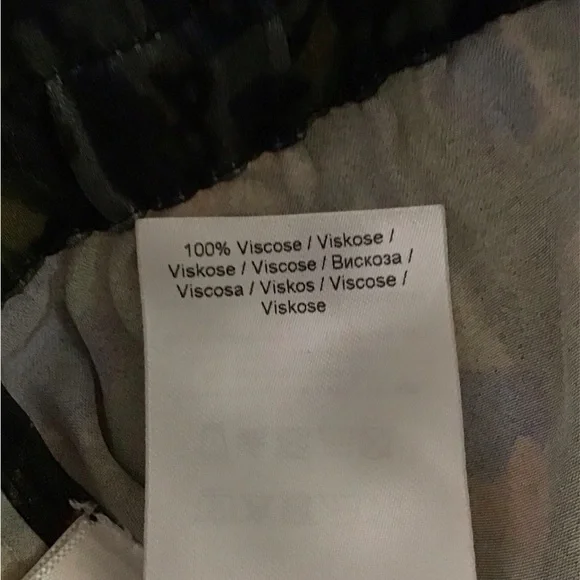 100% Viscose / Viskose /
Viskose / Viscose / Вискоза /
Viscosa / Viskos / Viscose /
Viskose